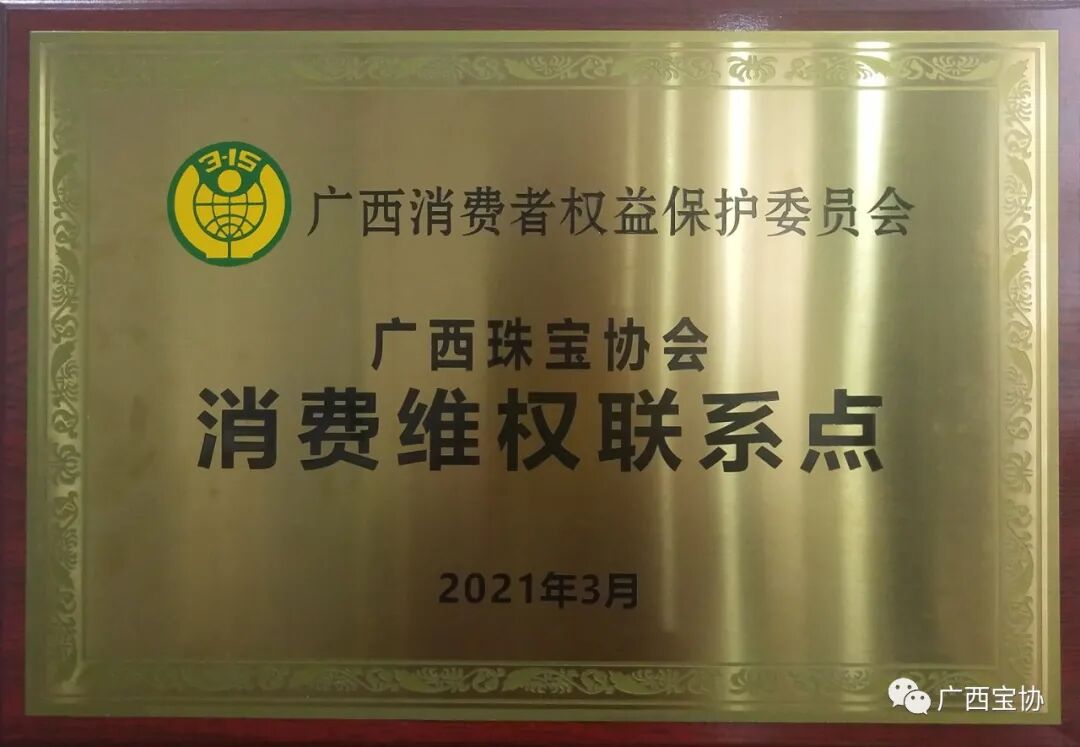 3·15
广西消费者权益保护委员会
广西珠宝协会
消费维权联系点
2021年3月
广西宝协